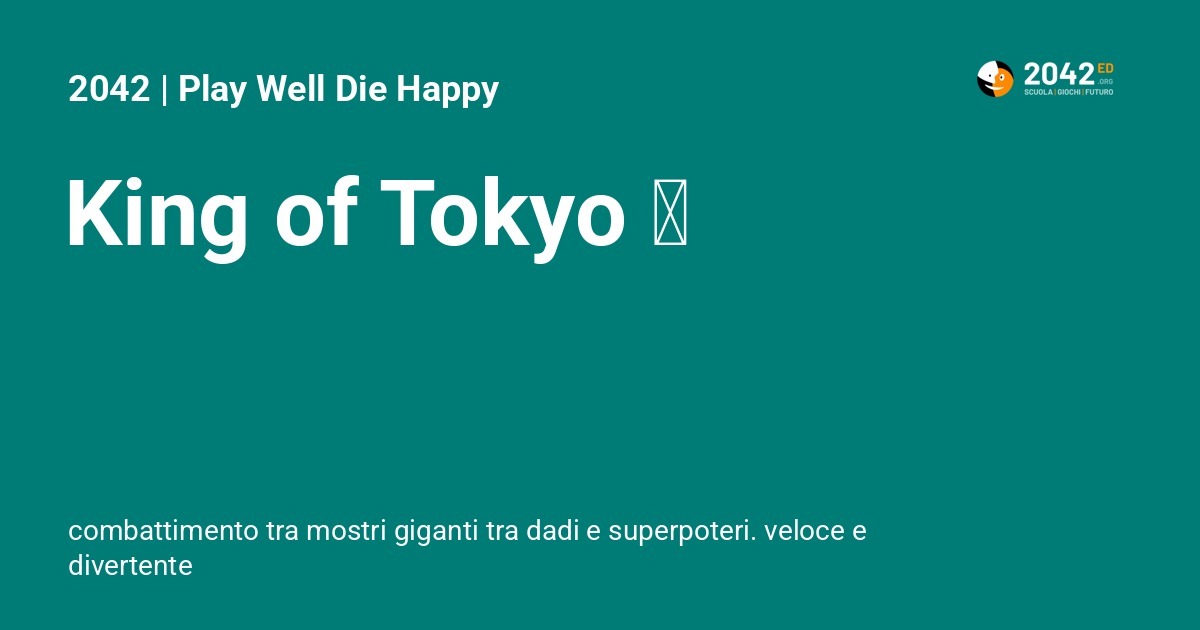 2042 | Play Well Die Happy
2042 ED
.ORG
SCUOLA | GIOCHI | FUTURO
King of Tokyo
combattimento tra mostri giganti tra dadi e superpoteri. veloce e
divertente